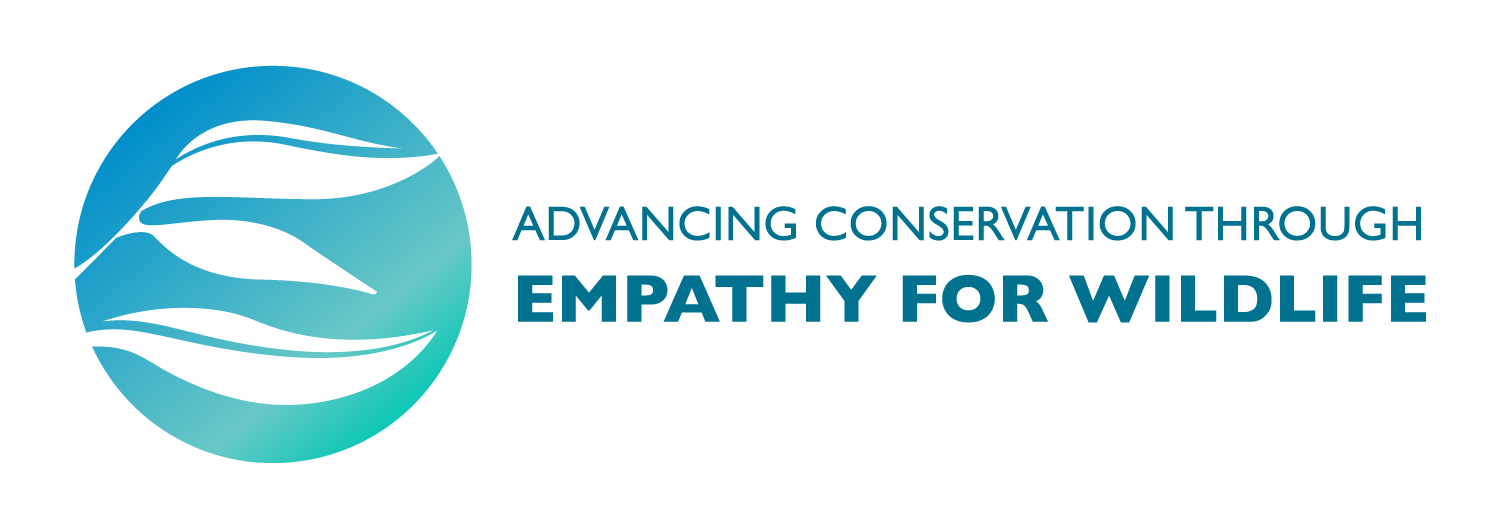 ADVANCING CONSERVATION THROUGH
EMPATHY FOR WILDLIFE